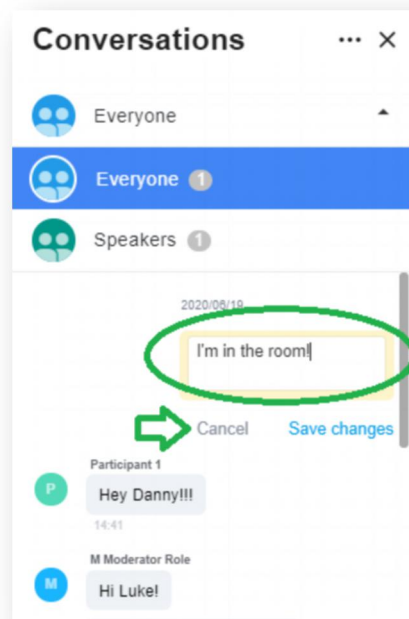 Conversations
Everyone
Everyone 1
Speakers 1
2020/06/19
I'm in the room!
Cancel Save changes
Participant 1
P
Hey Danny!!!
14:41
M Moderator Role
M
Hi Luke!